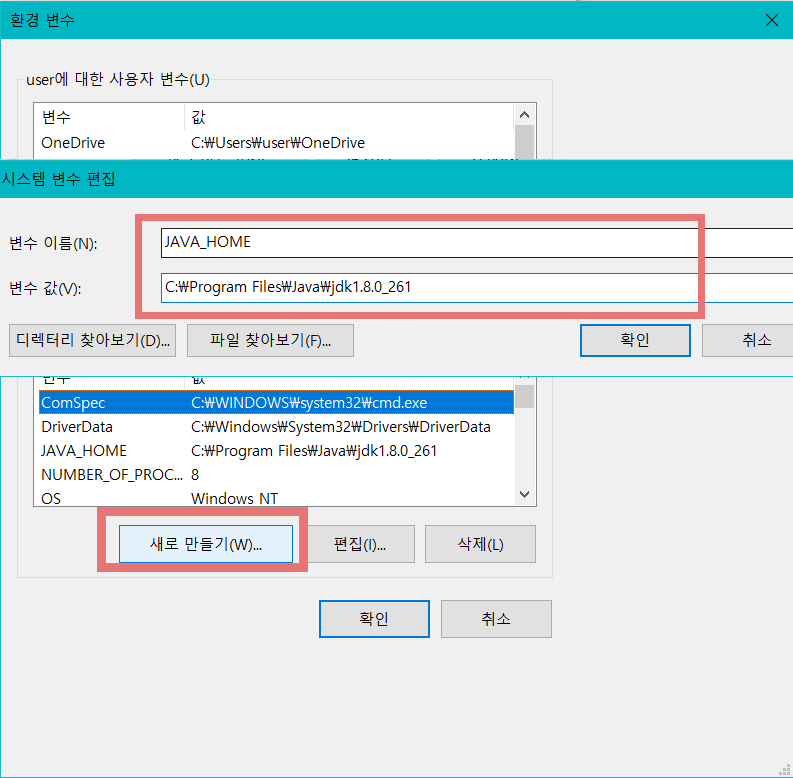 환경 변수
user에 대한 사용자 변수(U)
변수 값
OneDrive C:₩Users₩user₩OneDrive
시스템 변수 편집
변수 이름(N): JAVA_HOME
변수 값(V): C:₩Program Files₩Java₩jdk1.8.0_261
디렉터리 찾아보기(D)... 파일 찾아보기(F)... 확인 취소
변수 값
ComSpec C:₩WINDOWS₩system32₩cmd.exe
DriverData C:₩Windows₩System32₩Drivers₩DriverData
JAVA_HOME C:₩Program Files₩Java₩jdk1.8.0_261
NUMBER_OF_PROC... 8
OS Windows NT
새로 만들기(W)... 편집(I)... 삭제(L)
확인 취소